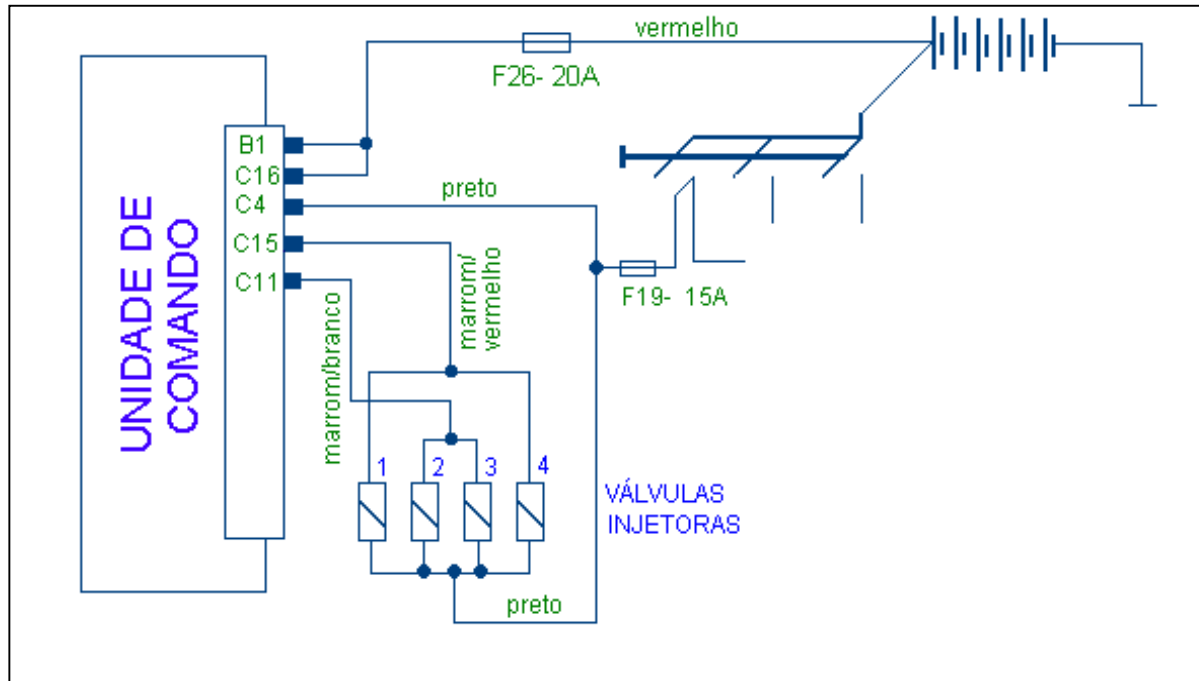 vermelho
F26- 20A
B1
C16
C4
C15
C11
UNIDADE DE
COMANDO
preto
F19- 15A
marrom/
vermelho
marrom/branco
1 2 3 4
VÁLVULAS
INJETORAS
preto